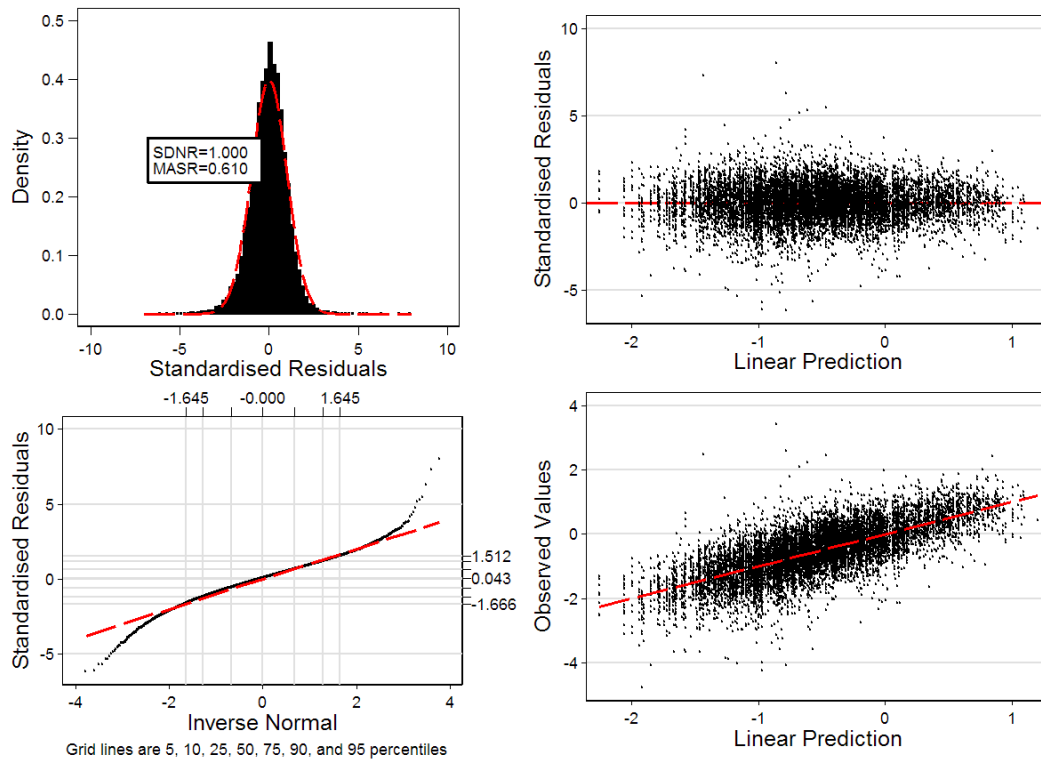 0.5
0.4
0.3
0.2
0.1
0.0
Density
SDNR=1.000
MASR=0.610
-10 -5 0 5 10
Standardised Residuals
10
5
0
-5
Standardised Residuals
-2 -1 0 1
Linear Prediction
-1.645 -0.000 1.645
10
5
0
-5
Standardised Residuals
1.512
0.043
-1.666
-4 -2 0 2 4
Inverse Normal
Grid lines are 5, 10, 25, 50, 75, 90, and 95 percentiles
4
2
0
-2
-4
Observed Values
-2 -1 0 1
Linear Prediction